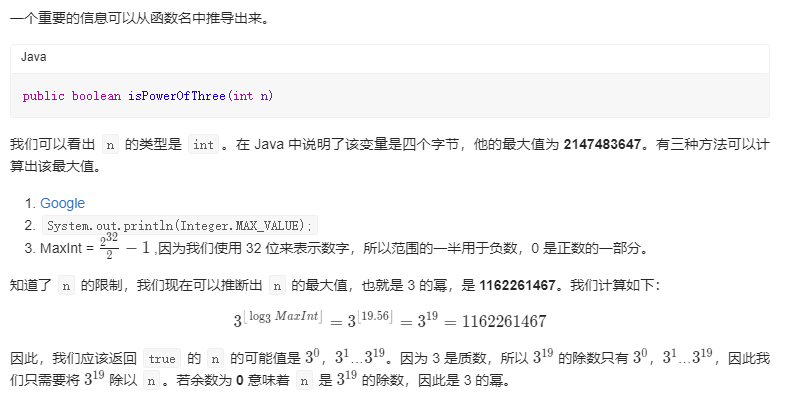 一个重要的信息可以从函数名中推导出来。
Java
public boolean isPowerOfThree(int n)
我们可以看出 n 的类型是 int 。在 Java 中说明了该变量是四个字节，他的最大值为 2147483647。有三种方法可以计
算出该最大值。
1. Google
2. System.out.println(Integer.MAX_VALUE);
3. MaxInt = \frac{2^{32}}{2} − 1 ,因为我们使用 32 位来表示数字，所以范围的一半用于负数，0 是正数的一部分。
知道了 n 的限制，我们现在可以推断出 n 的最大值，也就是 3 的幂，是 1162261467。我们计算如下：
3^{⌊log_3 MaxInt⌋} = 3^{⌊19.56⌋} = 3^{19} = 1162261467
因此，我们应该返回 true 的 n 的可能值是 3^0，3^1…3^{19}。因为 3 是质数，所以 3^{19} 的除数只有 3^0，3^1…3^{19}，因此我
们只需要将 3^{19} 除以 n 。若余数为 0 意味着 n 是 3^{19} 的除数，因此是 3 的幂。